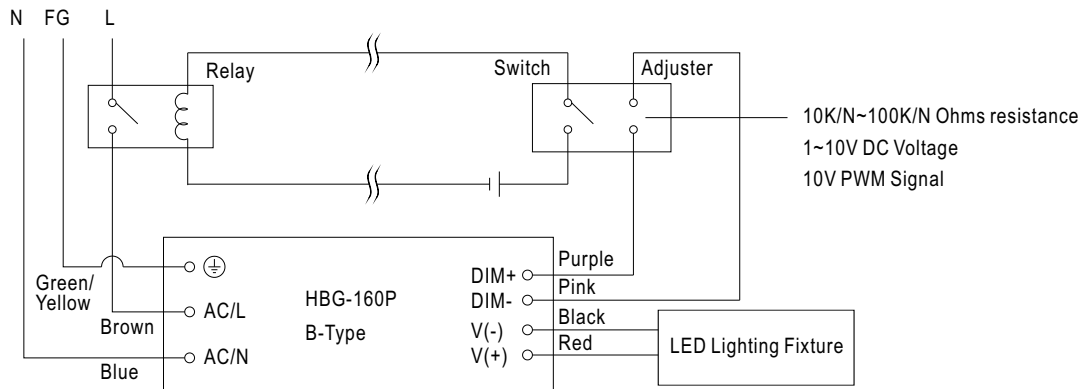 N FG L
Relay
Switch
Adjuster
10K/N~100K/N Ohms resistance
1~10V DC Voltage
10V PWM Signal
Green/
Yellow
Brown
Blue
AC/L
AC/N
HBG-160P
B-Type
DIM+
DIM-
V(-)
V(+)
Purple
Pink
Black
Red
LED Lighting Fixture